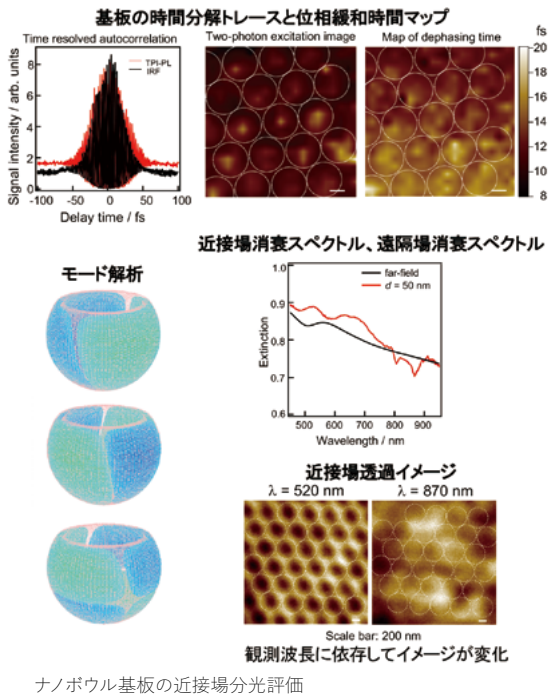 基板の時間分解トレースと位相緩和時間マップ
Time resolved autocorrelation
Two-photon excitation image
Map of dephasing time
fs
Signal intensity / arb. units
8
6
4
2
0
TPI-PL
IRF
-100
-50
0
50
100
Delay time / fs
20
18
16
14
12
10
8
近接場消衰スペクトル、遠隔場消衰スペクトル
モード解析
Extinction
1.0
0.9
0.8
0.7
0.6
far-field
d = 50 nm
500
600
700
800
900
Wavelength / nm
近接場透過イメージ
λ = 520 nm
λ = 870 nm
Scale bar: 200 nm
観測波長に依存してイメージが変化
ナノボウル基板の近接場分光評価